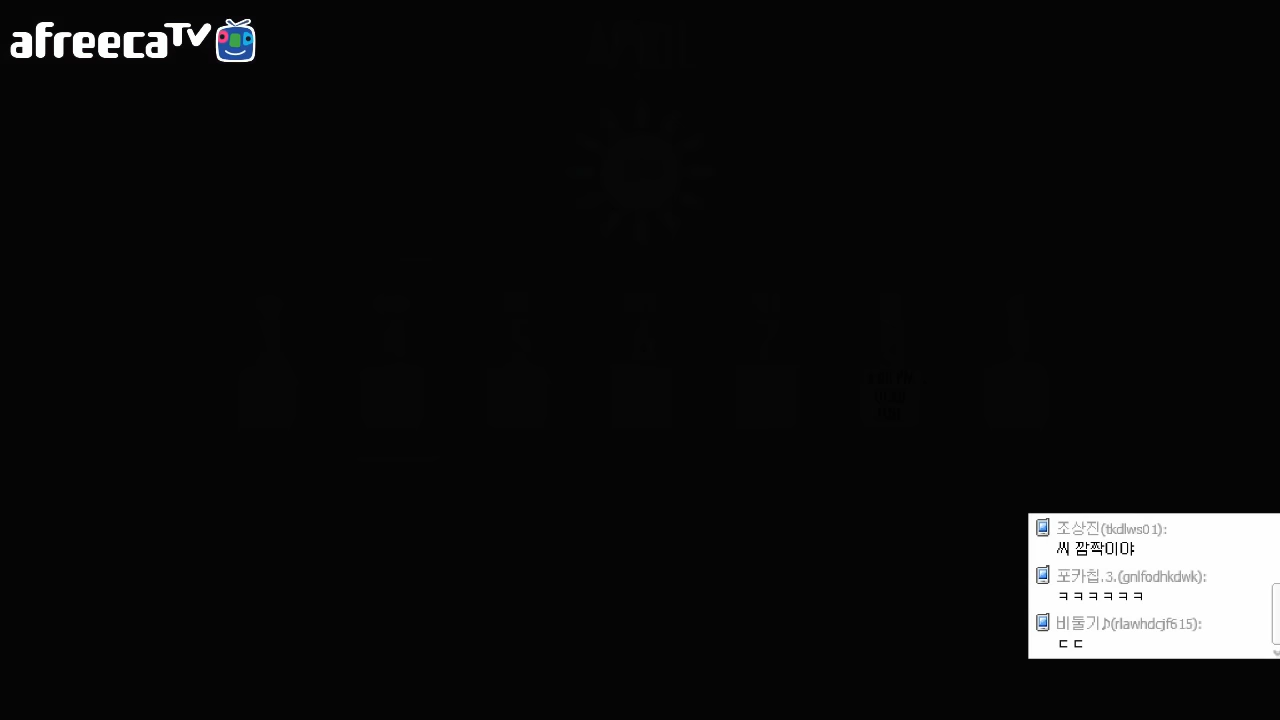 afreecaTV
조상진(tkdlws01):
씨 깜짝이야
포카칩.3.(gnlfodhkdwk):
ㅋㅋㅋㅋㅋㅋ
비둘기♪(rlawhdcjf615):
ㄷㄷ